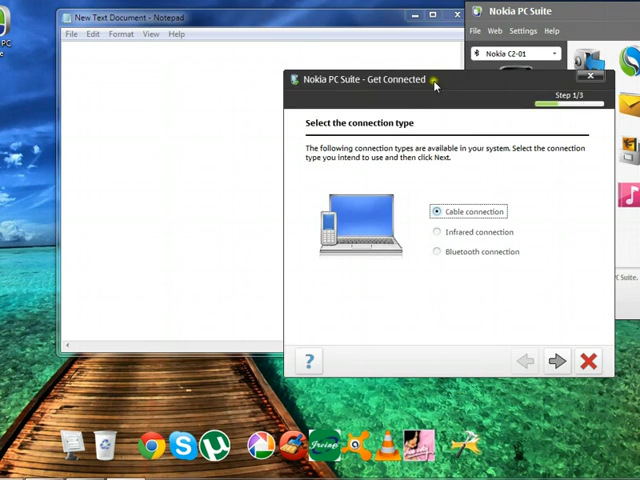 New Text Document - Notepad
File Edit Format View Help
Nokia PC Suite
File Web Settings Help
Nokia C2-01
Nokia PC Suite - Get Connected
Step 1/3
Select the connection type
The following connection types are available in your system. Select the connection
type you intend to use and then click Next.
Cable connection
Infrared connection
Bluetooth connection
PC Suite.
PC
?